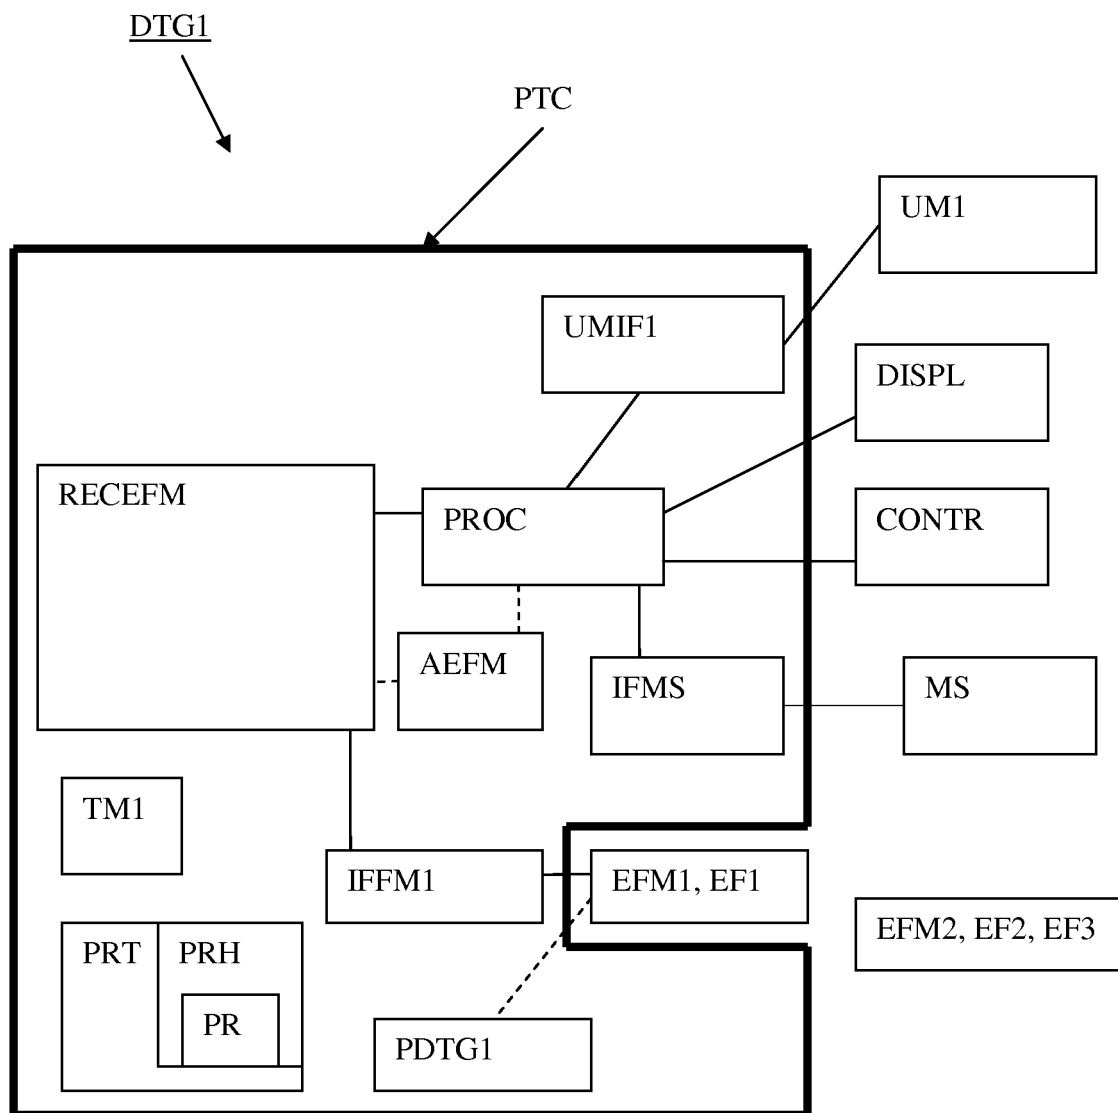 DTG1
PTC
UM1
UMIF1
DISPL
RECEFM
PROC
CONTR
AEFM
IFMS
MS
TM1
IFFM1
EFM1, EF1
EFM2, EF2, EF3
PRT
PRH
PR
PDTG1